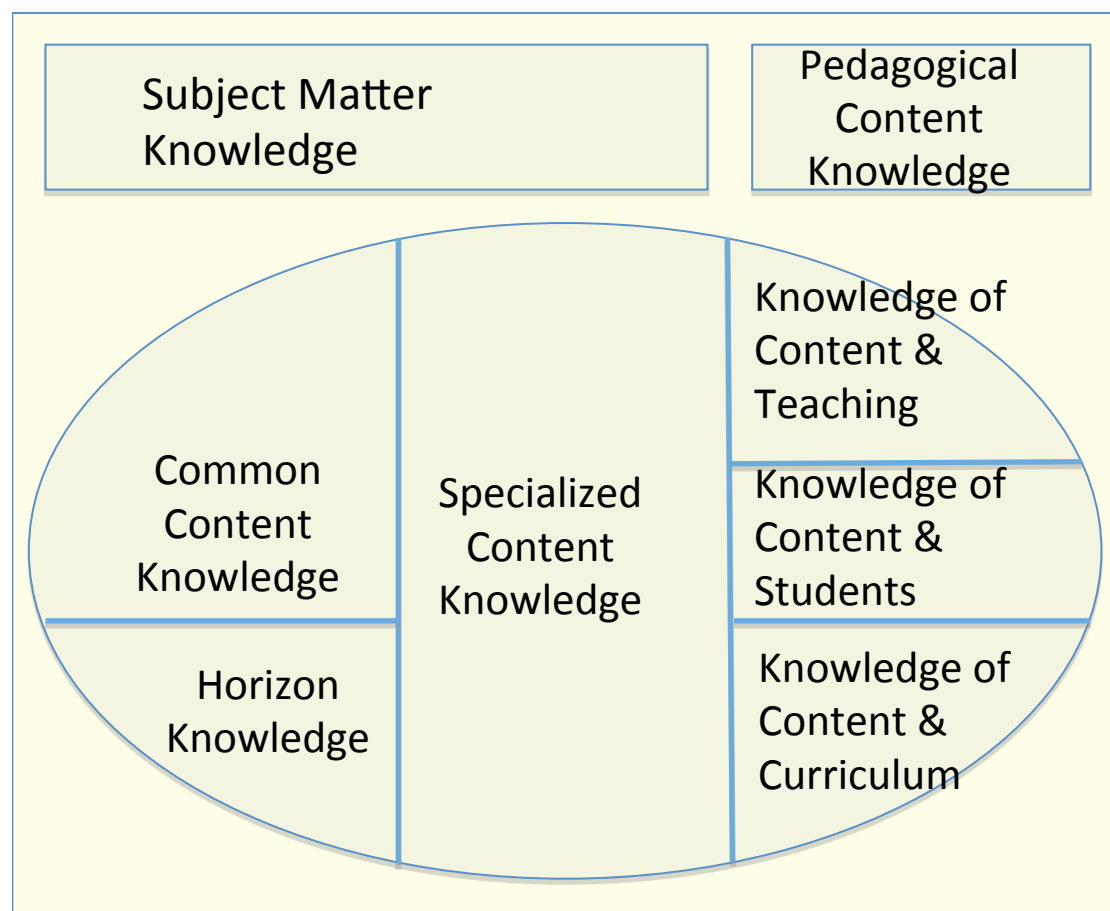 Subject Matter
Knowledge
Pedagogical
Content
Knowledge
Common
Content
Knowledge
Horizon
Knowledge
Specialized
Content
Knowledge
Knowledge of
Content &
Teaching
Knowledge of
Content &
Students
Knowledge of
Content &
Curriculum